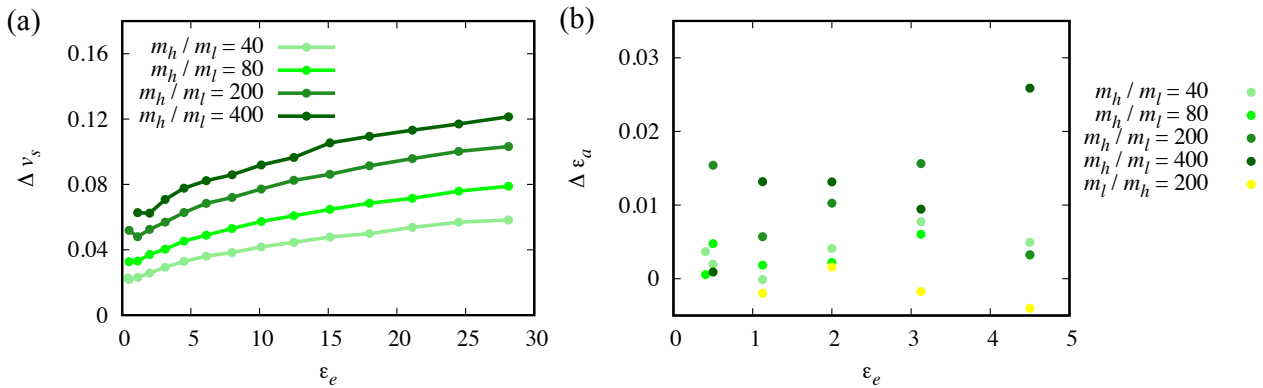 (a)
0.16
0.12
0.08
0.04
0
Δ v_s
m_h / m_l = 40
m_h / m_l = 80
m_h / m_l = 200
m_h / m_l = 400
0 5 10 15 20 25 30
ε_e
(b)
0.03
0.02
0.01
0
Δ ε_a
0 1 2 3 4 5
ε_e
m_h / m_l = 40
m_h / m_l = 80
m_h / m_l = 200
m_h / m_l = 400
m_l / m_h = 200